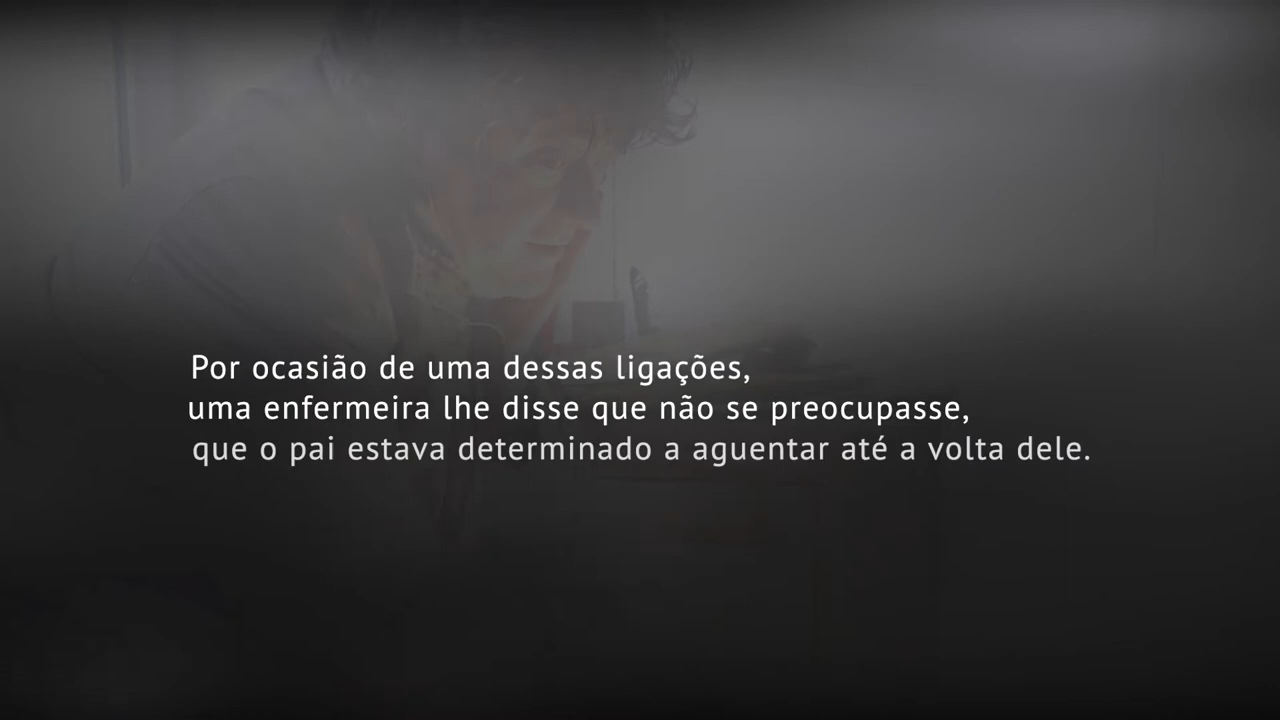 Por ocasião de uma dessas ligações,
uma enfermeira lhe disse que não se preocupasse,
que o pai estava determinado a aguentar até a volta dele.